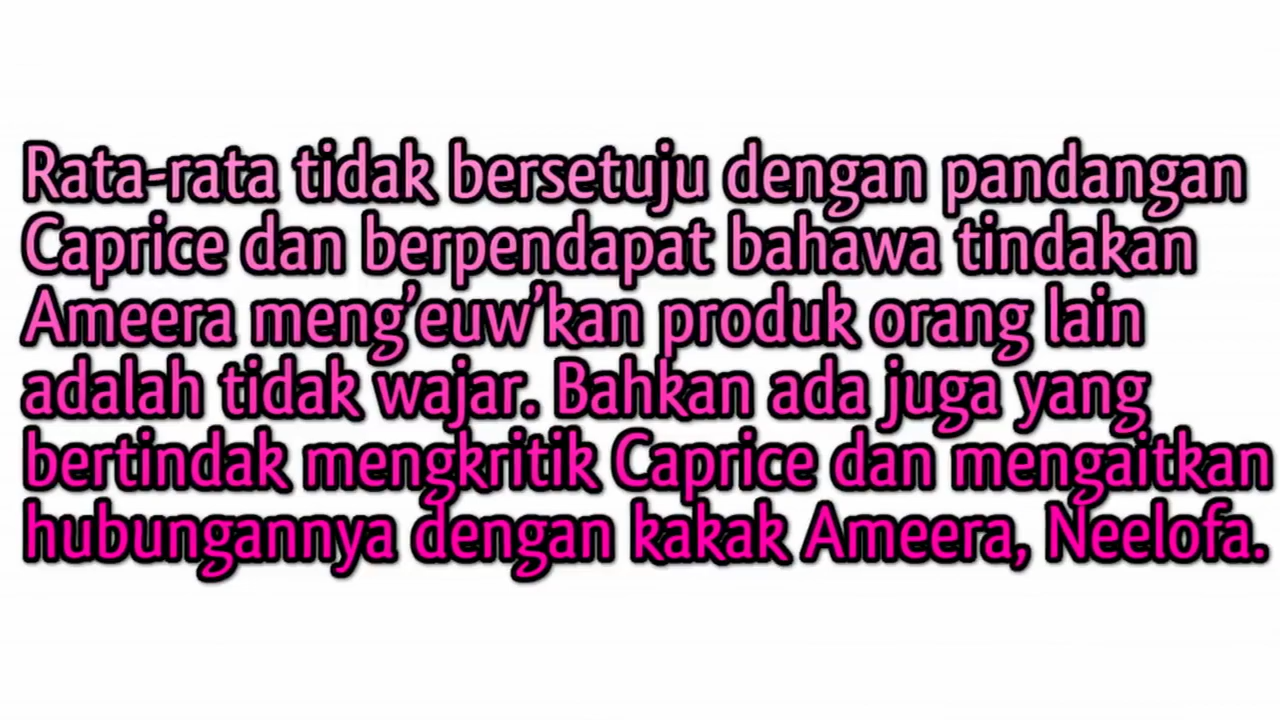 Rata-rata tidak bersetuju dengan pandangan
Caprice dan berpendapat bahawa tindakan
Ameera meng’euw’kan produk orang lain
adalah tidak wajar. Bahkan ada juga yang
bertindak mengkritik Caprice dan mengaitkan
hubungannya dengan kakak Ameera, Neelofa.